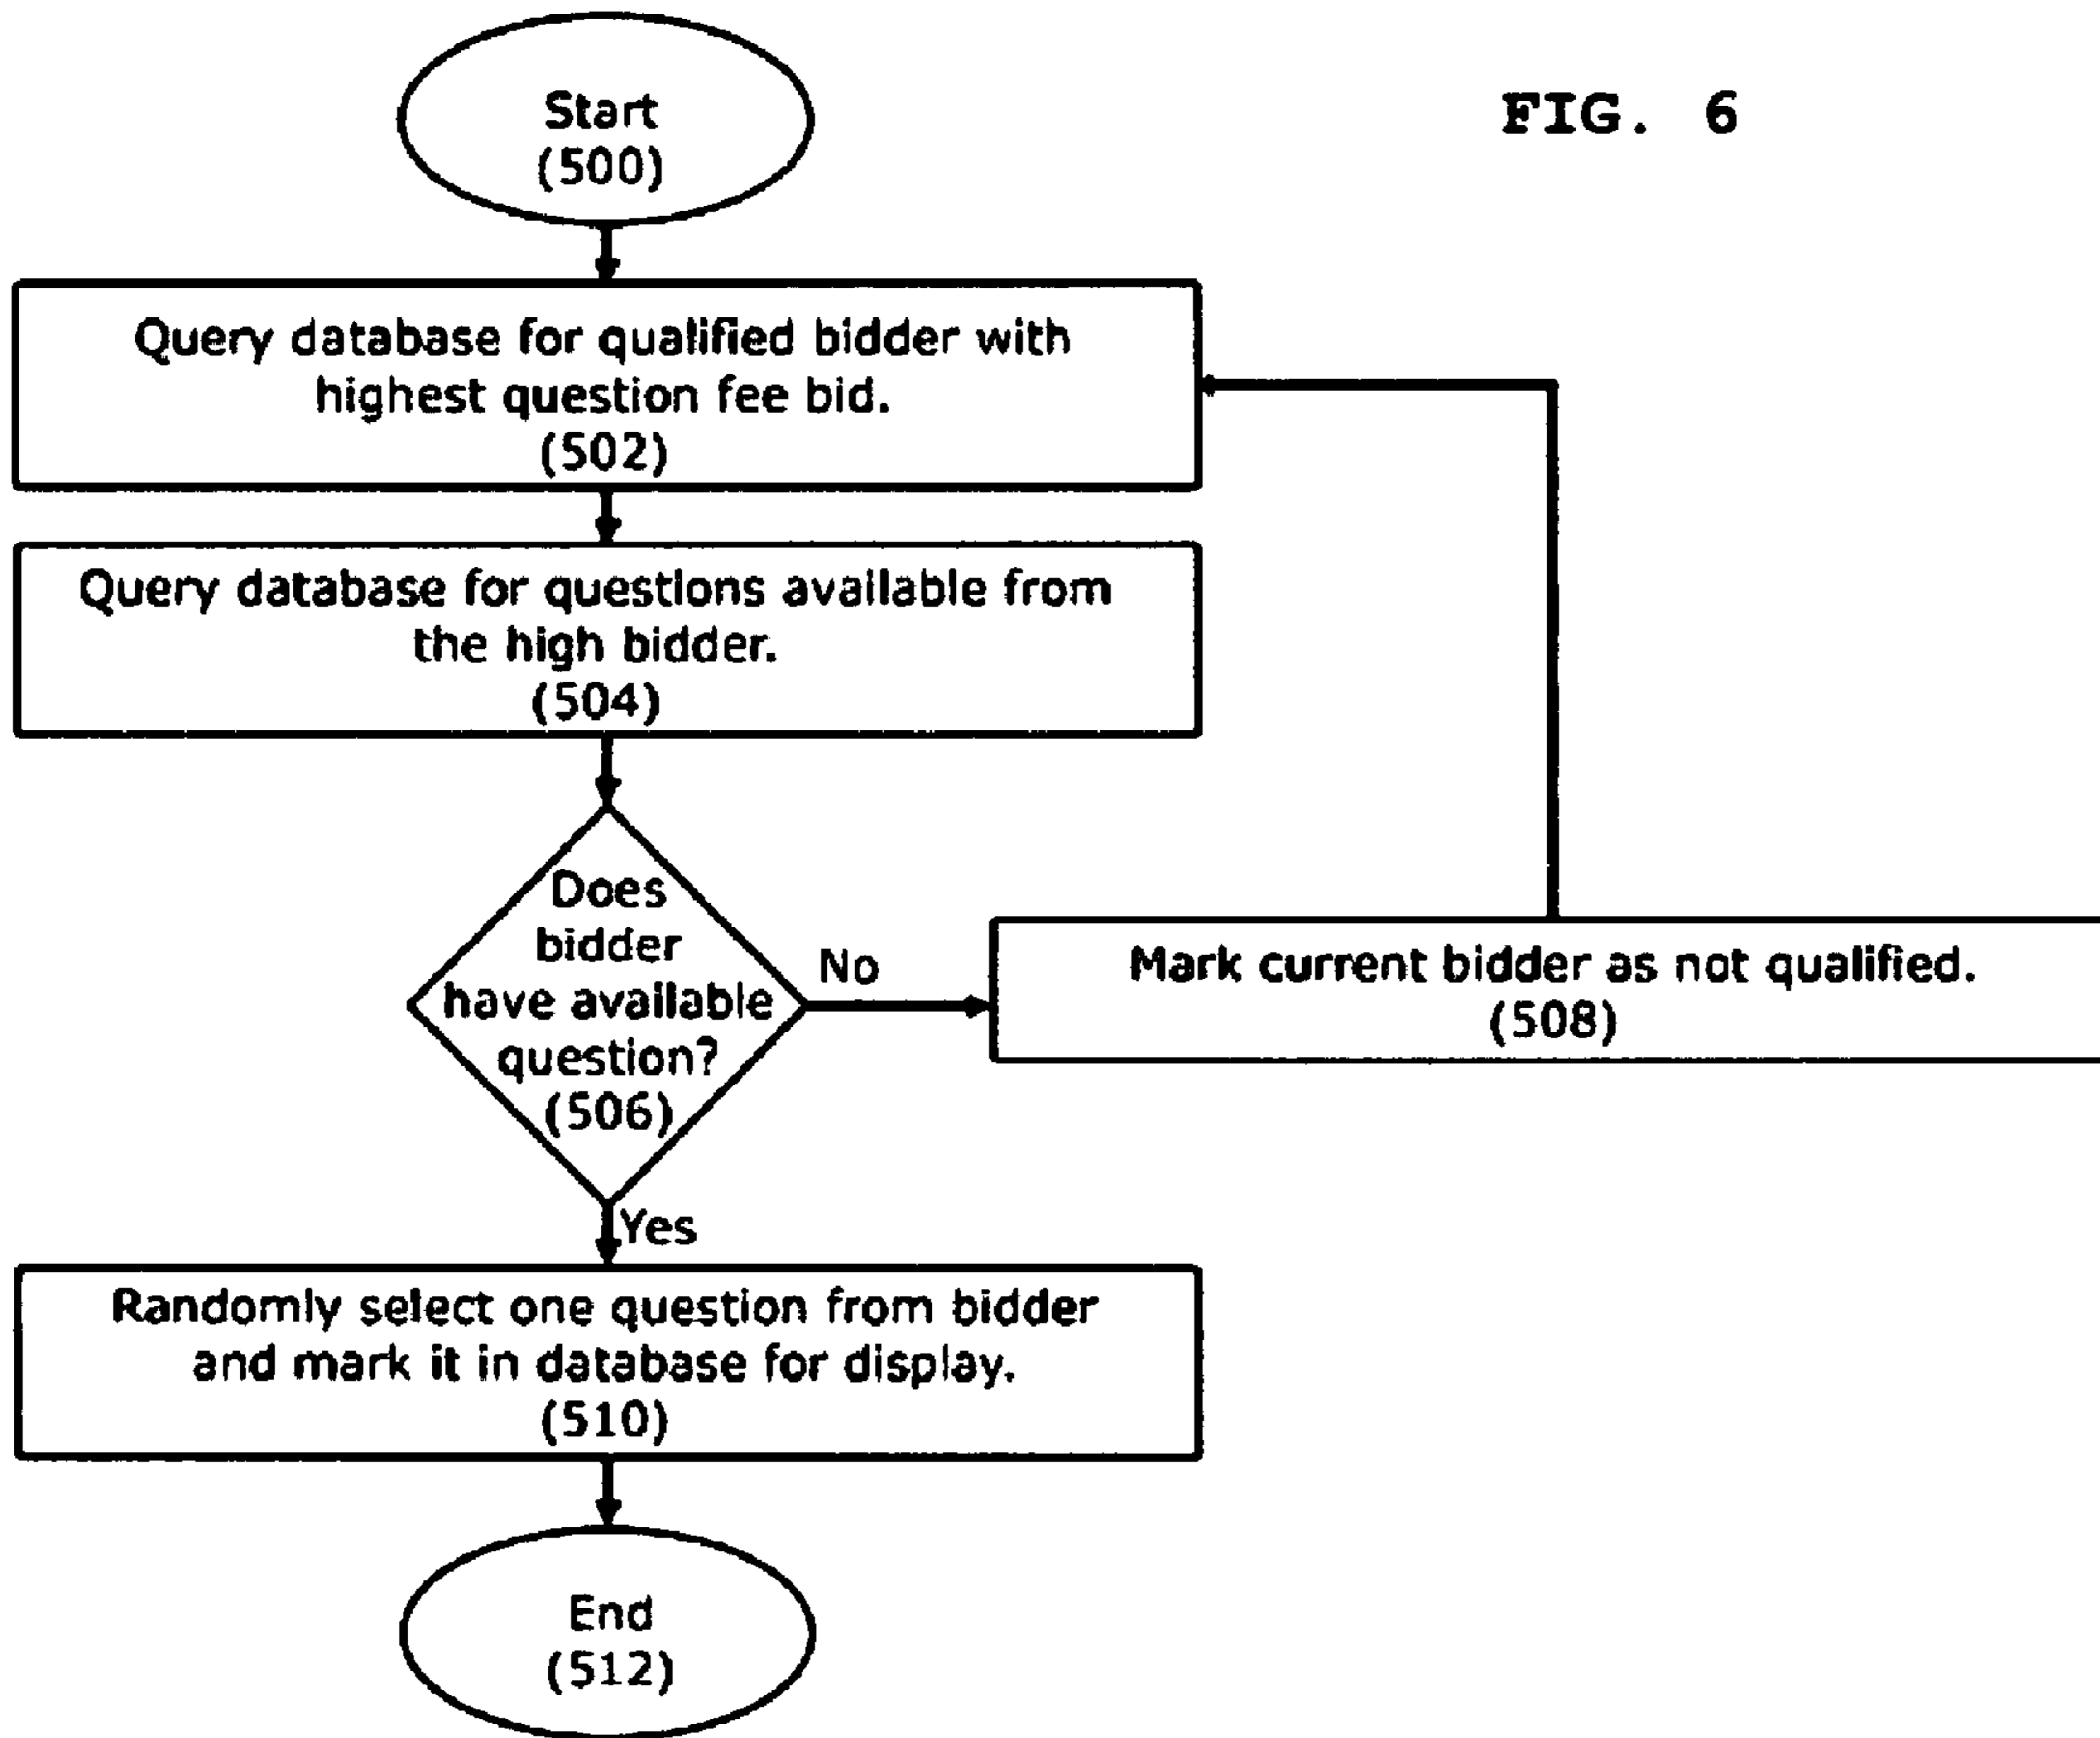 FIG. 6
Start
(500)
Query database for qualified bidder with
highest question fee bid.
(502)
Query database for questions available from
the high bidder.
(504)
Does
bidder
have available
question?
(506)
No
Mark current bidder as not qualified.
(508)
Yes
Randomly select one question from bidder
and mark it in database for display.
(510)
End
(512)